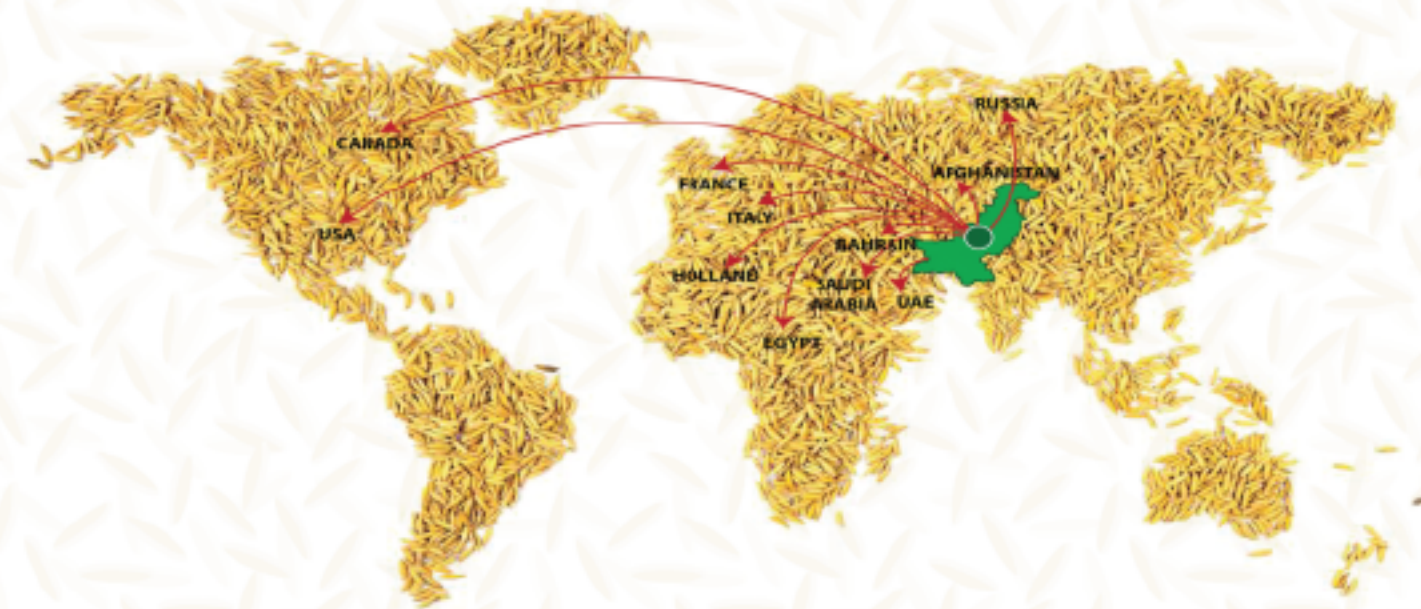 RUSSIA
CANADA
AFGHANISTAN
FRANCE
ITALY
USA
BAHRAIN
HOLLAND
SAUDI
ARABIA
UAE
EGYPT